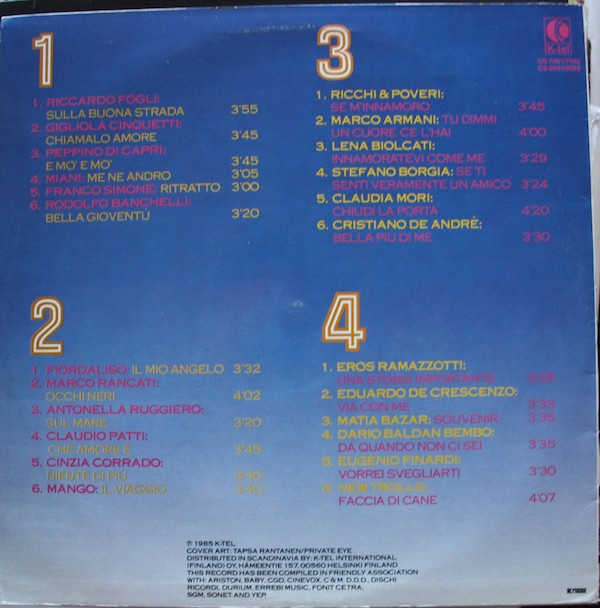 K-tel
1
1. RICCARDO FOGLI:
SULLA BUONA STRADA 3'55
2. GIGLIOLA CINQUETTI:
CHIAMALO AMORE 3'45
3. PEPPINO DI CAPRI:
E MO' E MO' 3'45
4. MIANI: ME NE ANDRO 3'05
5. FRANCO SIMONE: RITRATTO 3'00
6. RODOLFO BANCHELLI:
BELLA GIOVENTU 3'20
3
1. RICCHI & POVERI:
SE M'INNAMORO 3'45
2. MARCO ARMANI: TU DIMMI
UN CUORE CE L'HAI 4'00
3. LENA BIOLCATI:
INNAMORATEVI COME ME 3'29
4. STEFANO BORGIA: SE TI
SENTI VERAMENTE UN AMICO 3'24
5. CLAUDIA MORI:
CHIUDI LA PORTA 4'20
6. CRISTIANO DE ANDRÈ:
BELLA PIU DI ME 3'30
2
1. FIORDALISO: IL MIO ANGELO 3'32
2. MARCO RANCATI:
OCCHI NERI 4'02
3. ANTONELLA RUGGIERO:
SUL MARE 3'20
4. CLAUDIO PATTI:
CHE AMORE E 3'45
5. CINZIA CORRADO:
NIENTE DI PIU
6. MANGO: IL VIAGGIO 3'40
4
1. EROS RAMAZZOTTI:
UNA STORIA IMPORTANTE
2. EDUARDO DE CRESCENZO:
VIA CON ME 3'33
3. MATIA BAZAR: SOUVENIR 3'35
4. DARIO BALDAN BEMBO:
DA QUANDO NON CI SEI 3'35
5. EUGENIO FINARDI:
VORREI SVEGLIARTI 3'30
6. NEW TROLLS:
FACCIA DI CANE 4'07
℗ 1985 K-TEL
COVER ART: TAPSA RANTANEN/PRIVATE EYE
DISTRIBUTED IN SCANDINAVIA BY: K-TEL INTERNATIONAL
(FINLAND) OY, HÄMEENTIE 157, 00560 HELSINKI FINLAND
THIS RECORD HAS BEEN COMPILED IN FRIENDLY ASSOCIATION
WITH: ARISTON, BABY, CGD, CINEVOX, C & M, D.D.D., DISCHI
RICORDI, DURIUM, ERREBI MUSIC, FONIT CETRA,
SGM, SONET AND YEP.